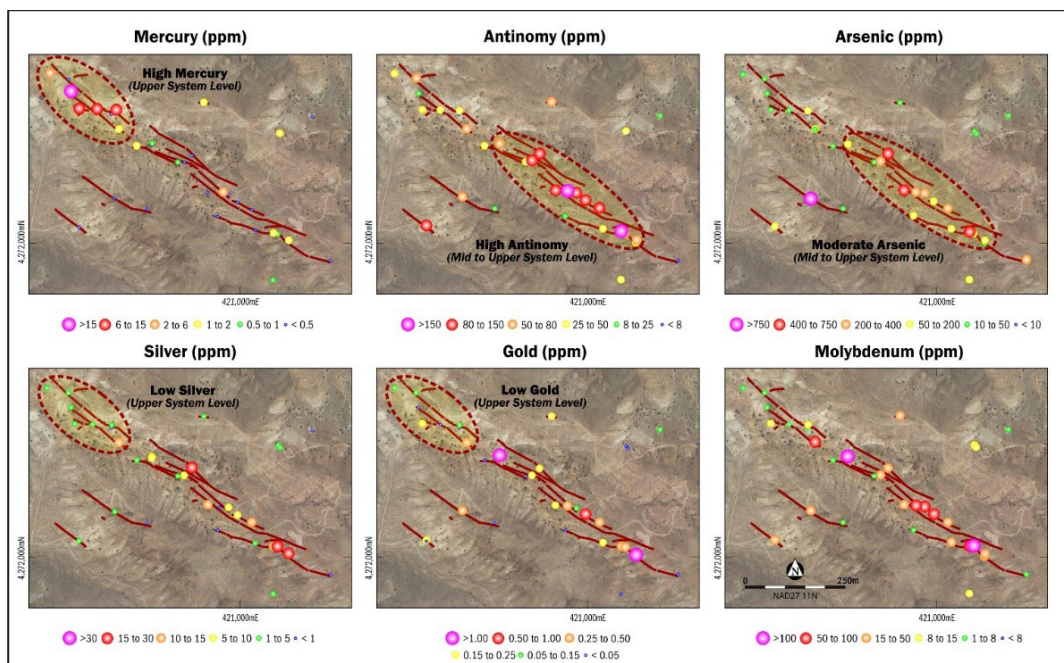 Mercury (ppm)
Antinomy (ppm)
Arsenic (ppm)
High Mercury
(Upper System Level)
High Antinomy
(Mid to Upper System Level)
Moderate Arsenic
(Mid to Upper System Level)
4,272,000mN
4,272,000mN
4,272,000mN
421,000mE
421,000mE
421,000mE
>15 6 to 15 2 to 6 1 to 2 0.5 to 1 < 0.5
>150 80 to 150 50 to 80 25 to 50 8 to 25 < 8
>750 400 to 750 200 to 400 50 to 200 10 to 50 < 10
Silver (ppm)
Gold (ppm)
Molybdenum (ppm)
Low Silver
(Upper System Level)
Low Gold
(Upper System Level)
4,272,000mN
4,272,000mN
4,272,000mN
N
0 250m
NAD27 11N
421,000mE
421,000mE
421,000mE
>30 15 to 30 10 to 15 5 to 10 1 to 5 < 1
>1.00 0.50 to 1.00 0.25 to 0.50
0.15 to 0.25 0.05 to 0.15 < 0.05
>100 50 to 100 15 to 50 8 to 15 1 to 8 < 8